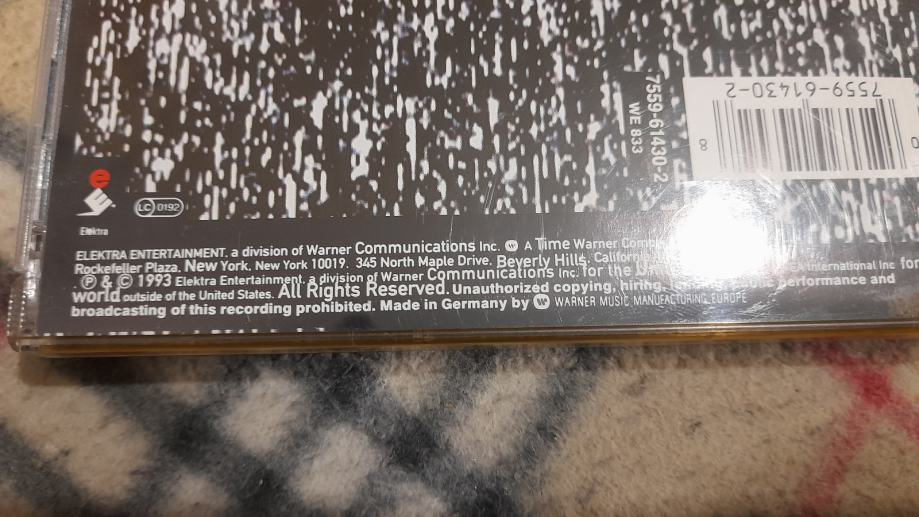 7559-61430-2
7559-61430-2
WE 833
8
0
e
Elektra
LC 0192
ELEKTRA ENTERTAINMENT, a division of Warner Communications Inc. A Time Warner
Rockefeller Plaza, New York, New York 10019. 345 North Maple Drive, Beverly Hills, California
℗ & © 1993 Elektra Entertainment, a division of Warner Communications Inc. for the International Inc for
world outside of the United States. All Rights Reserved. Unauthorized copying, hiring, public performance and
broadcasting of this recording prohibited. Made in Germany by WARNER MUSIC MANUFACTURING EUROPE